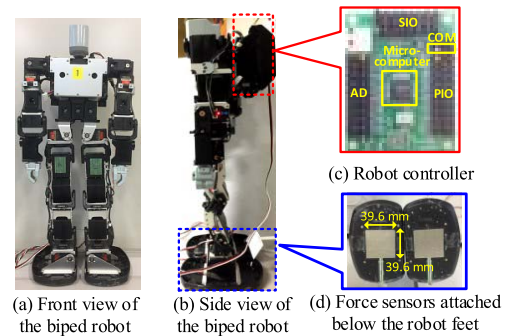 SIO
COM
Micro-
computer
AD
PIO
(c) Robot controller
1
39.6 mm
39.6 mm
(a) Front view of
the biped robot
(b) Side view of
the biped robot
(d) Force sensors attached
below the robot feet